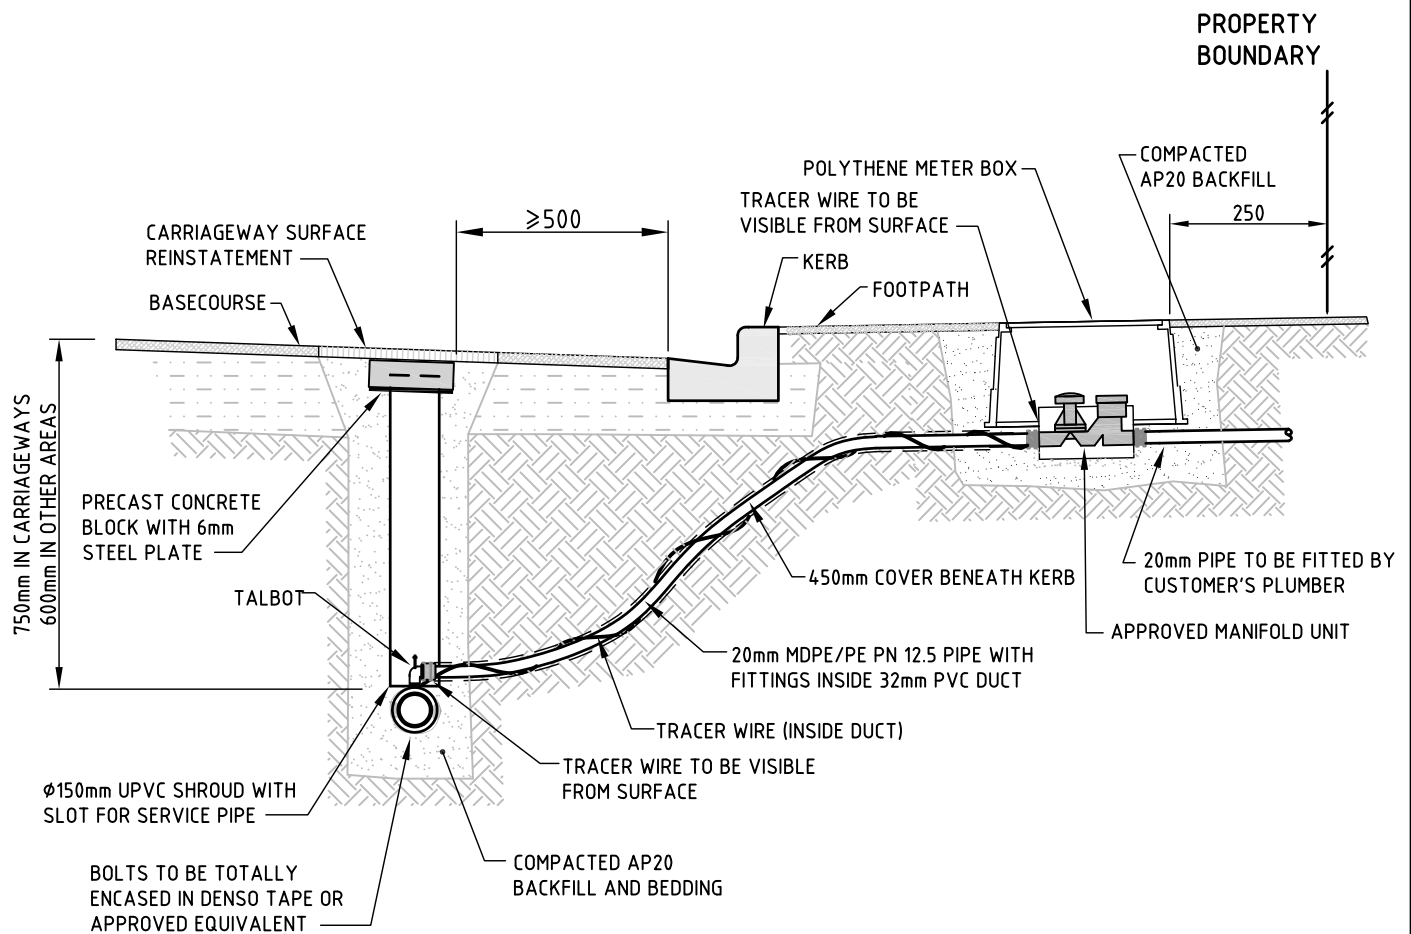 PROPERTY
BOUNDARY
COMPACTED
AP20 BACKFILL
POLYTHENE METER BOX
TRACER WIRE TO BE
VISIBLE FROM SURFACE
250
≥500
CARRIAGEWAY SURFACE
REINSTATEMENT
KERB
FOOTPATH
BASECOURSE
750mm IN CARRIAGEWAYS
600mm IN OTHER AREAS
PRECAST CONCRETE
BLOCK WITH 6mm
STEEL PLATE
TALBOT
450mm COVER BENEATH KERB
20mm PIPE TO BE FITTED BY
CUSTOMER'S PLUMBER
APPROVED MANIFOLD UNIT
20mm MDPE/PE PN 12.5 PIPE WITH
FITTINGS INSIDE 32mm PVC DUCT
TRACER WIRE (INSIDE DUCT)
TRACER WIRE TO BE VISIBLE
FROM SURFACE
Ø150mm UPVC SHROUD WITH
SLOT FOR SERVICE PIPE
COMPACTED AP20
BACKFILL AND BEDDING
BOLTS TO BE TOTALLY
ENCASED IN DENSO TAPE OR
APPROVED EQUIVALENT